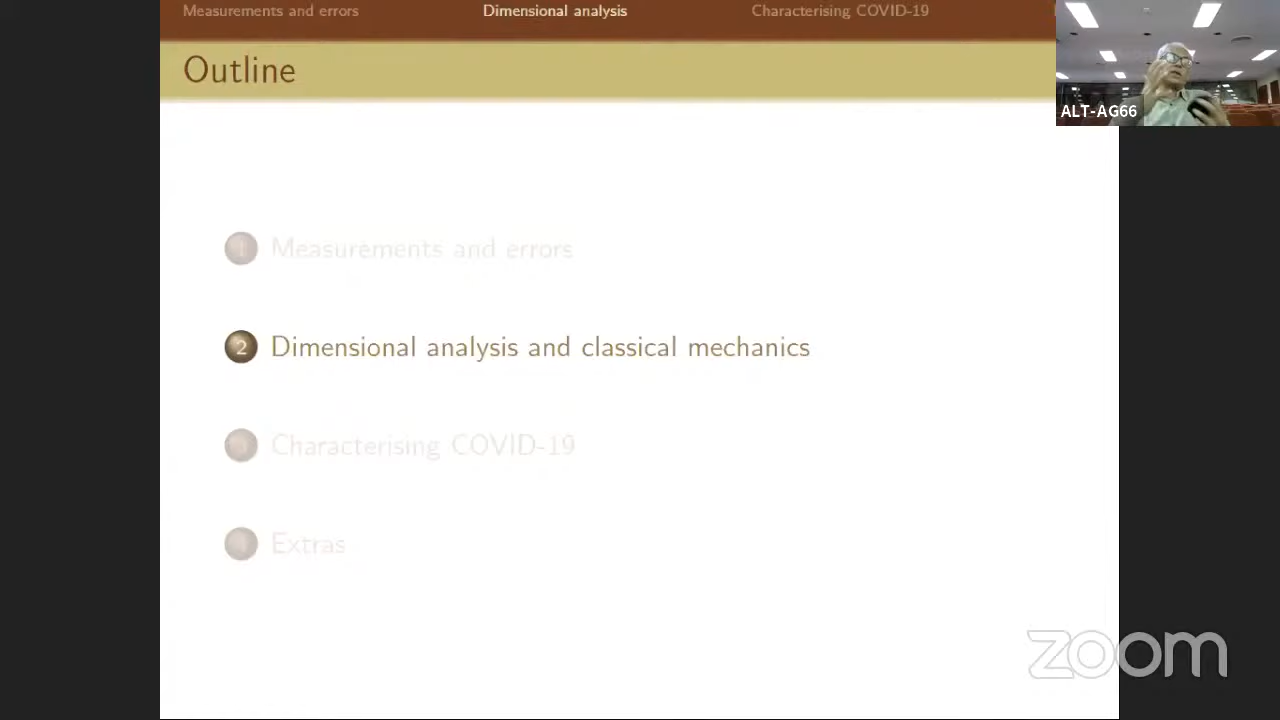 Measurements and errors
Dimensional analysis
Characterising COVID-19
Outline
ALT-AG66
1 Measurements and errors
2 Dimensional analysis and classical mechanics
3 Characterising COVID-19
4 Extras
zoom